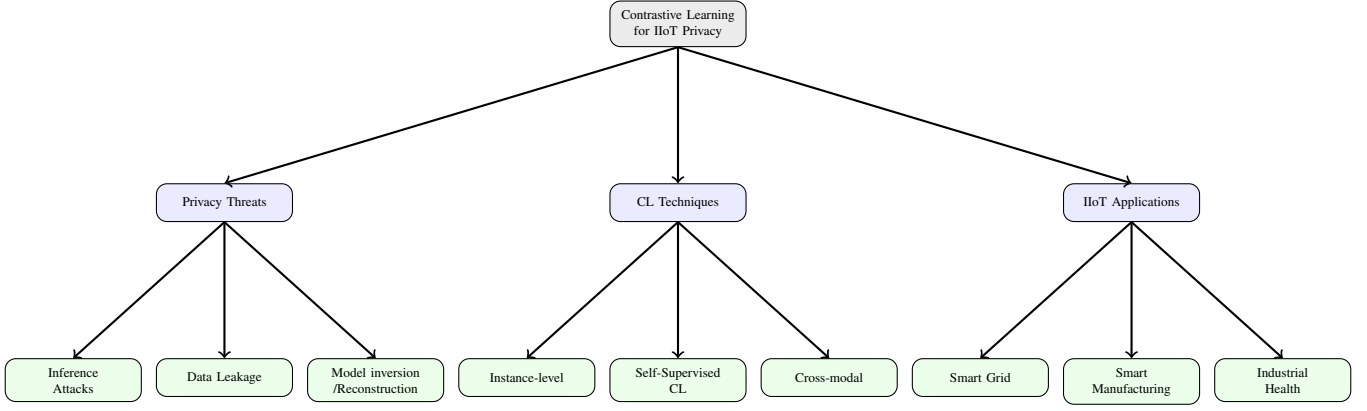 Contrastive Learning
for IIoT Privacy
Privacy Threats
CL Techniques
IIoT Applications
Inference
Attacks
Data Leakage
Model inversion
/Reconstruction
Instance-level
Self-Supervised
CL
Cross-modal
Smart Grid
Smart
Manufacturing
Industrial
Health